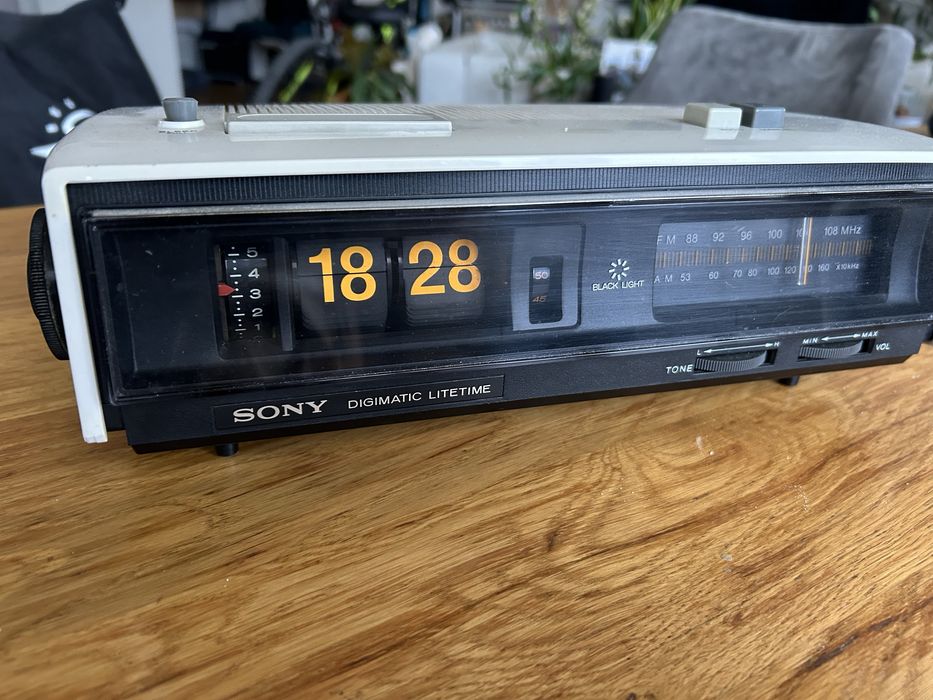 5
4
3
2
1
18 28
50
45
BLACK LIGHT
FM 88 92 96 100 108 MHz
AM 53 60 70 80 100 120 160 X10kHz
TONE L H
MIN MAX VOL
SONY DIGIMATIC LITETIME